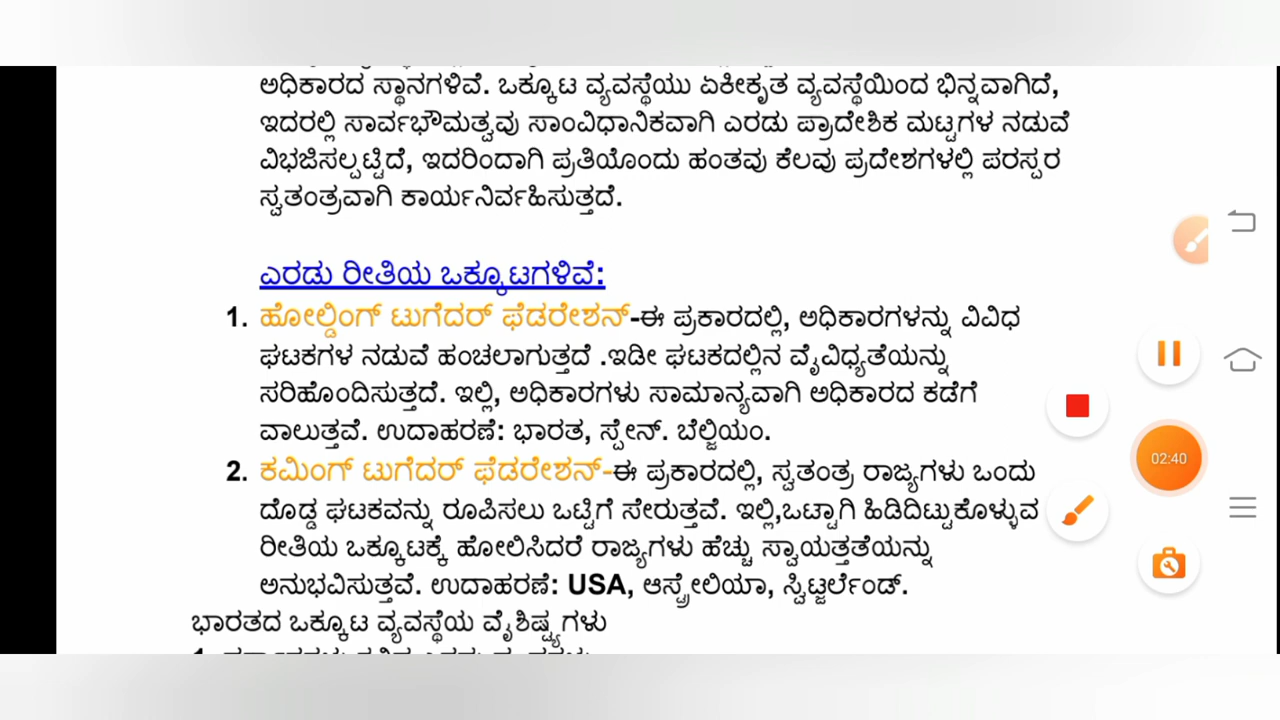 ಅಧಿಕಾರದ ಸ್ಥಾನಗಳಿವೆ. ಒಕ್ಕೂಟ ವ್ಯವಸ್ಥೆಯು ಏಕೀಕೃತ ವ್ಯವಸ್ಥೆಯಿಂದ ಭಿನ್ನವಾಗಿದೆ,
ಇದರಲ್ಲಿ ಸಾರ್ವಭೌಮತ್ವವು ಸಾಂವಿಧಾನಿಕವಾಗಿ ಎರಡು ಪ್ರಾದೇಶಿಕ ಮಟ್ಟಗಳ ನಡುವೆ
ವಿಭಜಿಸಲ್ಪಟ್ಟಿದೆ, ಇದರಿಂದಾಗಿ ಪ್ರತಿಯೊಂದು ಹಂತವು ಕೆಲವು ಪ್ರದೇಶಗಳಲ್ಲಿ ಪರಸ್ಪರ
ಸ್ವತಂತ್ರವಾಗಿ ಕಾರ್ಯನಿರ್ವಹಿಸುತ್ತದೆ.
ಎರಡು ರೀತಿಯ ಒಕ್ಕೂಟಗಳಿವೆ:
1. ಹೋಲ್ಡಿಂಗ್ ಟುಗೆದರ್ ಫೆಡರೇಶನ್-ಈ ಪ್ರಕಾರದಲ್ಲಿ, ಅಧಿಕಾರಗಳನ್ನು ವಿವಿಧ
ಘಟಕಗಳ ನಡುವೆ ಹಂಚಲಾಗುತ್ತದೆ .ಇಡೀ ಘಟಕದಲ್ಲಿನ ವೈವಿಧ್ಯತೆಯನ್ನು
ಸರಿಹೊಂದಿಸುತ್ತದೆ. ಇಲ್ಲಿ, ಅಧಿಕಾರಗಳು ಸಾಮಾನ್ಯವಾಗಿ ಅಧಿಕಾರದ ಕಡೆಗೆ
ವಾಲುತ್ತವೆ. ಉದಾಹರಣೆ: ಭಾರತ, ಸ್ಪೇನ್. ಬೆಲ್ಜಿಯಂ.
2. ಕಮಿಂಗ್ ಟುಗೆದರ್ ಫೆಡರೇಶನ್-ಈ ಪ್ರಕಾರದಲ್ಲಿ, ಸ್ವತಂತ್ರ ರಾಜ್ಯಗಳು ಒಂದು
ದೊಡ್ಡ ಘಟಕವನ್ನು ರೂಪಿಸಲು ಒಟ್ಟಿಗೆ ಸೇರುತ್ತವೆ. ಇಲ್ಲಿ,ಒಟ್ಟಾಗಿ ಹಿಡಿದಿಟ್ಟುಕೊಳ್ಳುವ
ರೀತಿಯ ಒಕ್ಕೂಟಕ್ಕೆ ಹೋಲಿಸಿದರೆ ರಾಜ್ಯಗಳು ಹೆಚ್ಚು ಸ್ವಾಯತ್ತತೆಯನ್ನು
ಅನುಭವಿಸುತ್ತವೆ. ಉದಾಹರಣೆ: USA, ಆಸ್ಟ್ರೇಲಿಯಾ, ಸ್ವಿಟ್ಜರ್ಲೆಂಡ್.
ಭಾರತದ ಒಕ್ಕೂಟ ವ್ಯವಸ್ಥೆಯ ವೈಶಿಷ್ಟ್ಯಗಳು
02:40